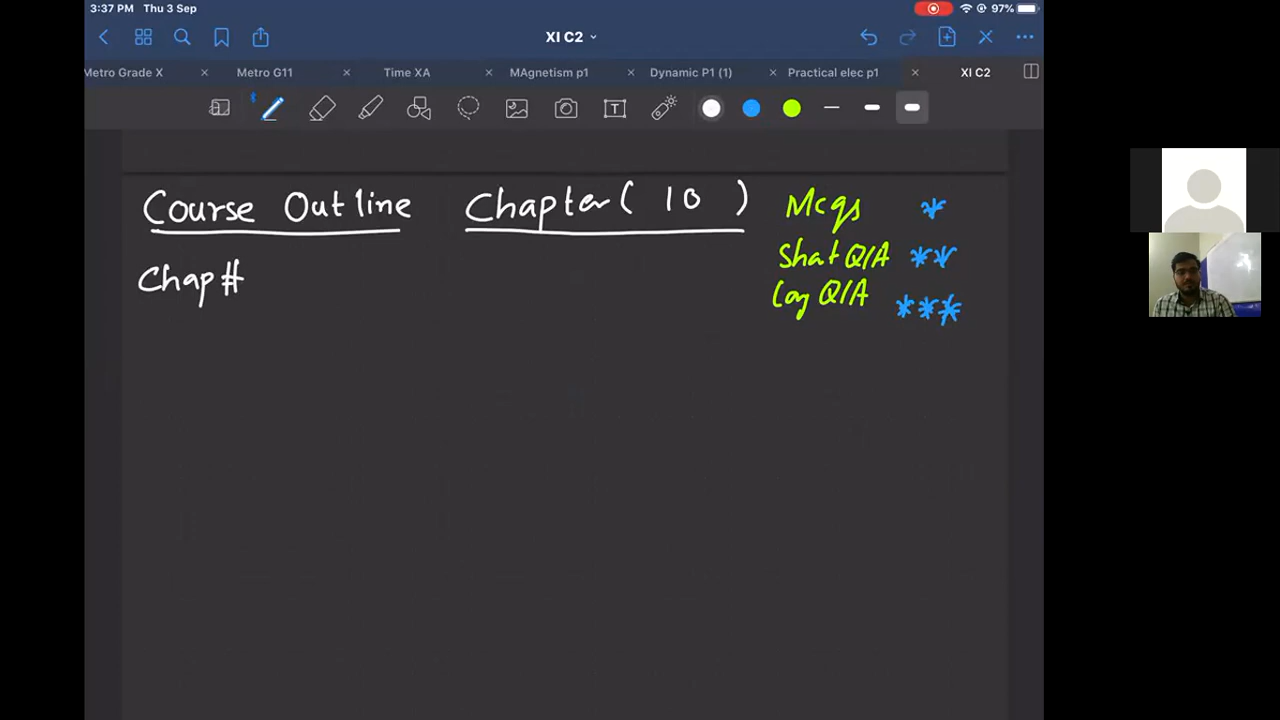 3:37 PM Thu 3 Sep 97%
XI C2
Metro Grade X Metro G11 Time XA MAgnetism p1 Dynamic P1 (1) Practical elec p1 XI C2
Course Outline Chapter( 10 ) Mcqs *
Shat Q/A **
Log Q/A ***
Chap#